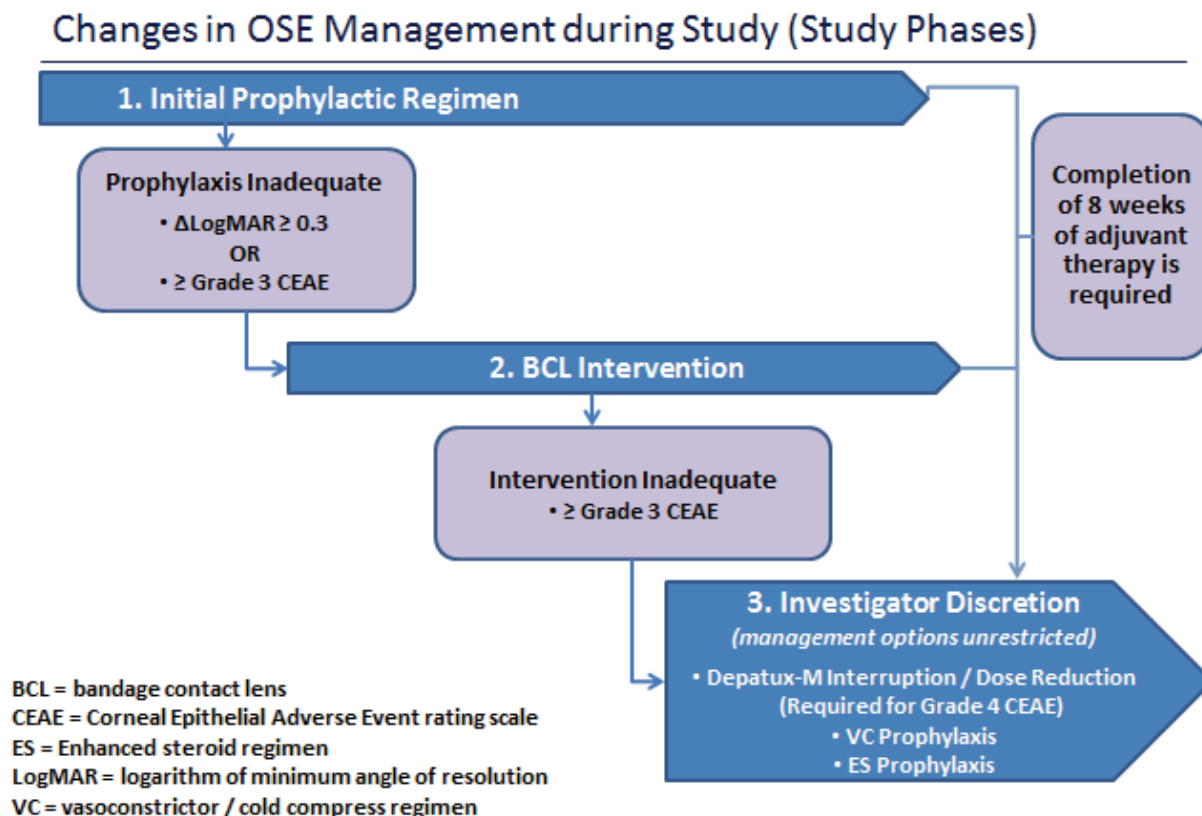 Changes in OSE Management during Study (Study Phases)
1. Initial Prophylactic Regimen
Prophylaxis Inadequate
• ΔLogMAR ≥ 0.3
OR
• ≥ Grade 3 CEAE
Completion
of 8 weeks
of adjuvant
therapy is
required
2. BCL Intervention
Intervention Inadequate
• ≥ Grade 3 CEAE
3. Investigator Discretion
(management options unrestricted)
• Depatux-M Interruption / Dose Reduction
(Required for Grade 4 CEAE)
• VC Prophylaxis
• ES Prophylaxis
BCL = bandage contact lens
CEAE = Corneal Epithelial Adverse Event rating scale
ES = Enhanced steroid regimen
LogMAR = logarithm of minimum angle of resolution
VC = vasoconstrictor / cold compress regimen